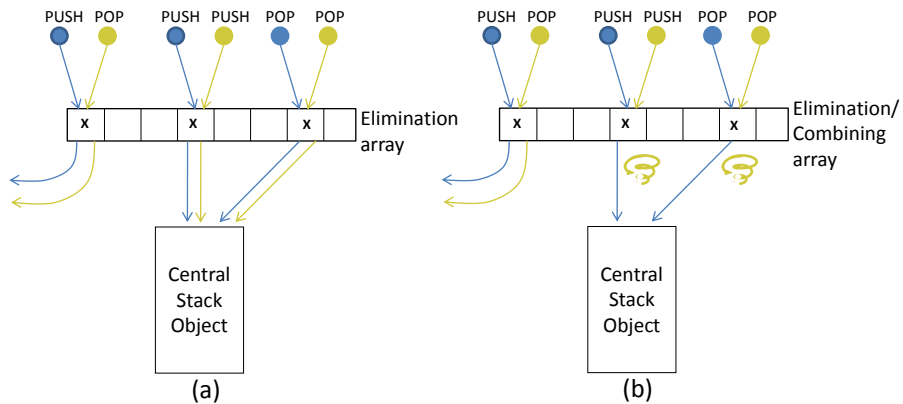 PUSH POP PUSH PUSH POP POP
X X X
Elimination
array
Central
Stack
Object
(a)
PUSH POP PUSH PUSH POP POP
X X X
Elimination/
Combining
array
Central
Stack
Object
(b)